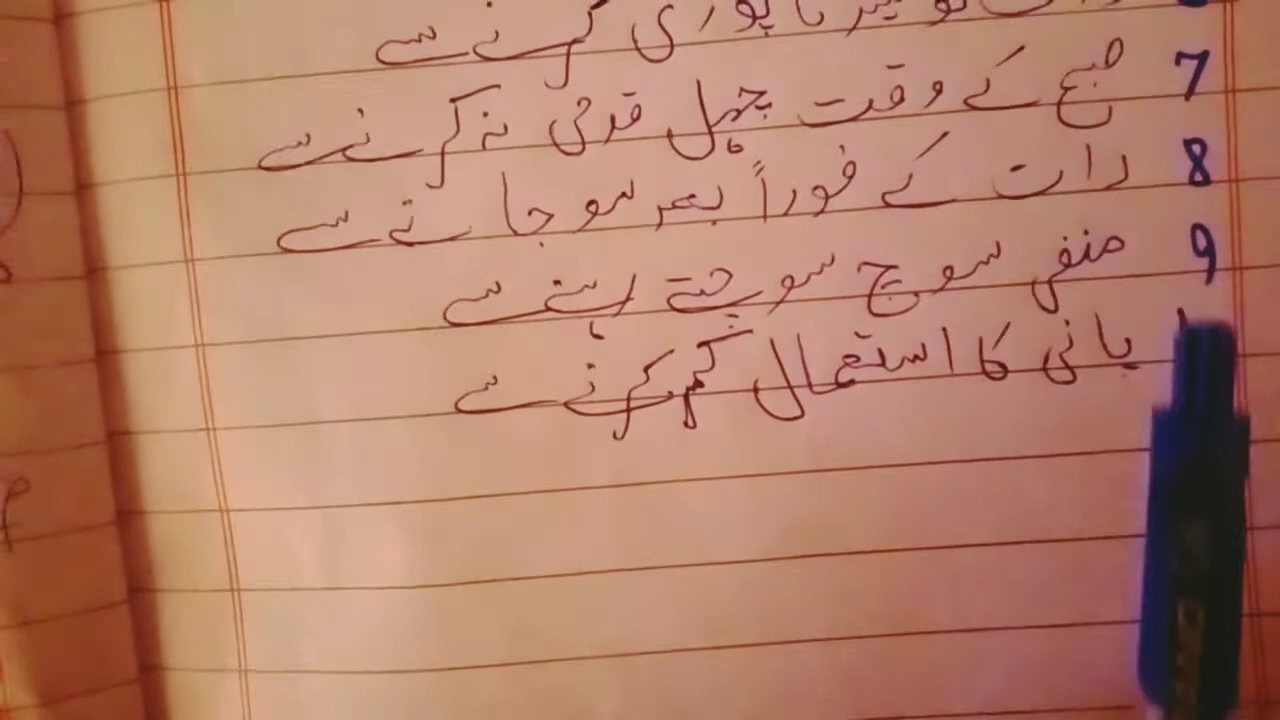 پوری کرنے سے
7 صبح کے وقت چہل قدمی نہ کرنے سے
8 رات کے فوراً بعد سو جانے سے
9 منفی سوچ سوچتے رہنے سے
پانی کا استعمال کم کرنے سے